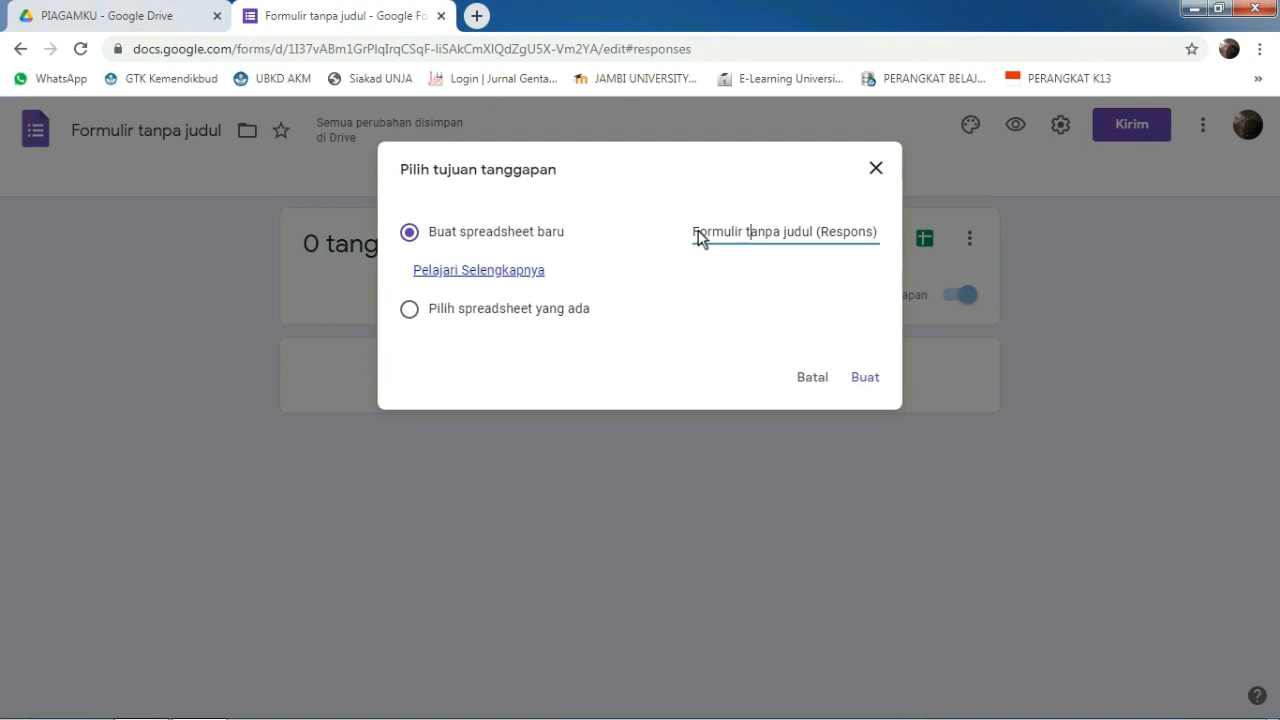 PIAGAMKU - Google Drive
Formulir tanpa judul - Google Fo
docs.google.com/forms/d/1I37vABm1GrPlqIrqCSqF-IiSAkCmXlQdZgU5X-Vm2YA/edit#responses
WhatsApp GTK Kemendikbud UBKD AKM Siakad UNJA Login | Jurnal Genta... JAMBI UNIVERSITY... E-Learning Universi... PERANGKAT BELAJ... PERANGKAT K13 »
Formulir tanpa judul
Semua perubahan disimpan
di Drive
Kirim
Pilih tujuan tanggapan
Buat spreadsheet baru
Formulir tanpa judul (Respons)
0 tang
Pelajari Selengkapnya
apan
Pilih spreadsheet yang ada
Batal Buat